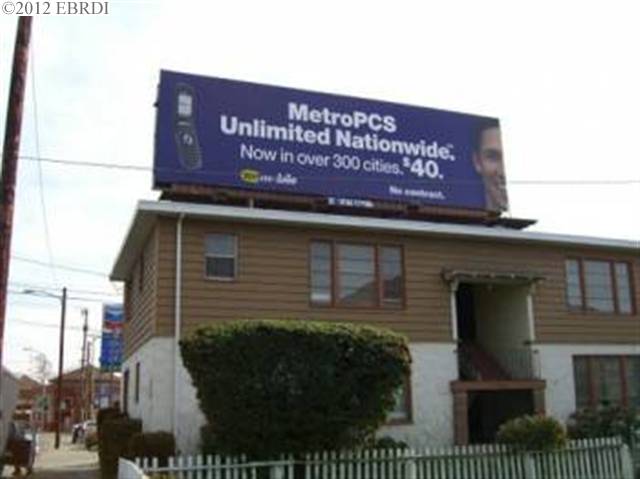 ©2012 EBRDI
MetroPCS
Unlimited Nationwide.
Now in over 300 cities. $40.
No contract.